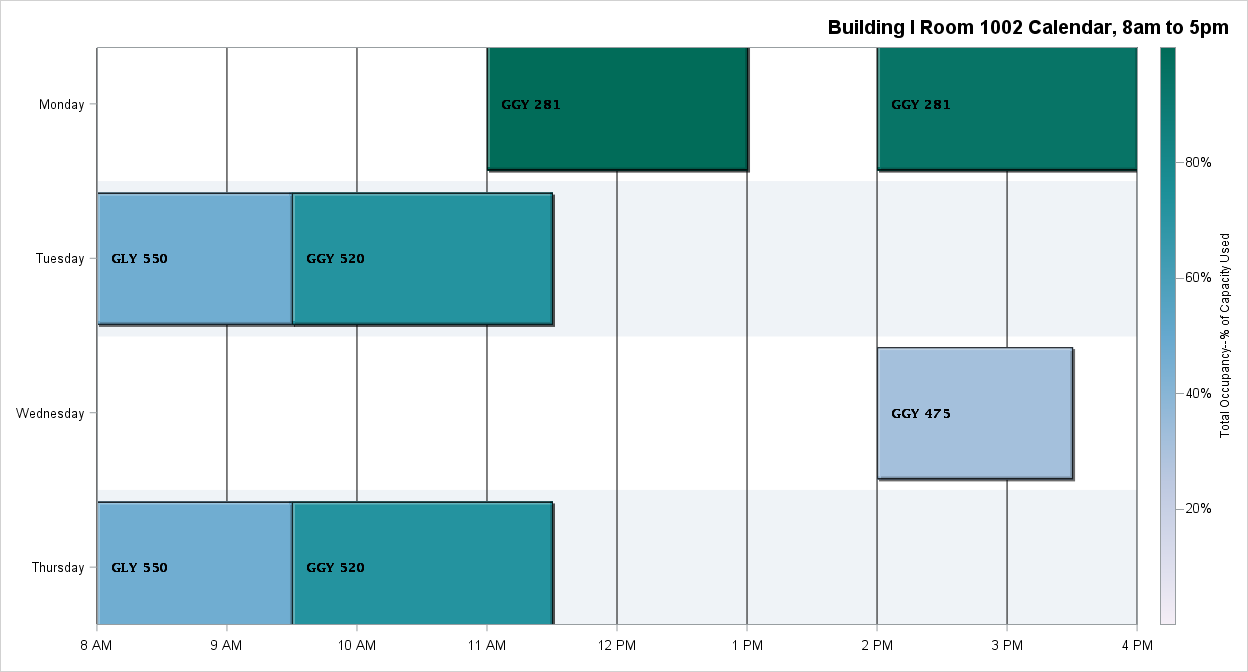 Building I Room 1002 Calendar, 8am to 5pm
Monday
GGY 281
GGY 281
80%
Tuesday
GLY 550
GGY 520
60%
Total Occupancy--% of Capacity Used
Wednesday
GGY 475
40%
20%
Thursday
GLY 550
GGY 520
8 AM
9 AM
10 AM
11 AM
12 PM
1 PM
2 PM
3 PM
4 PM